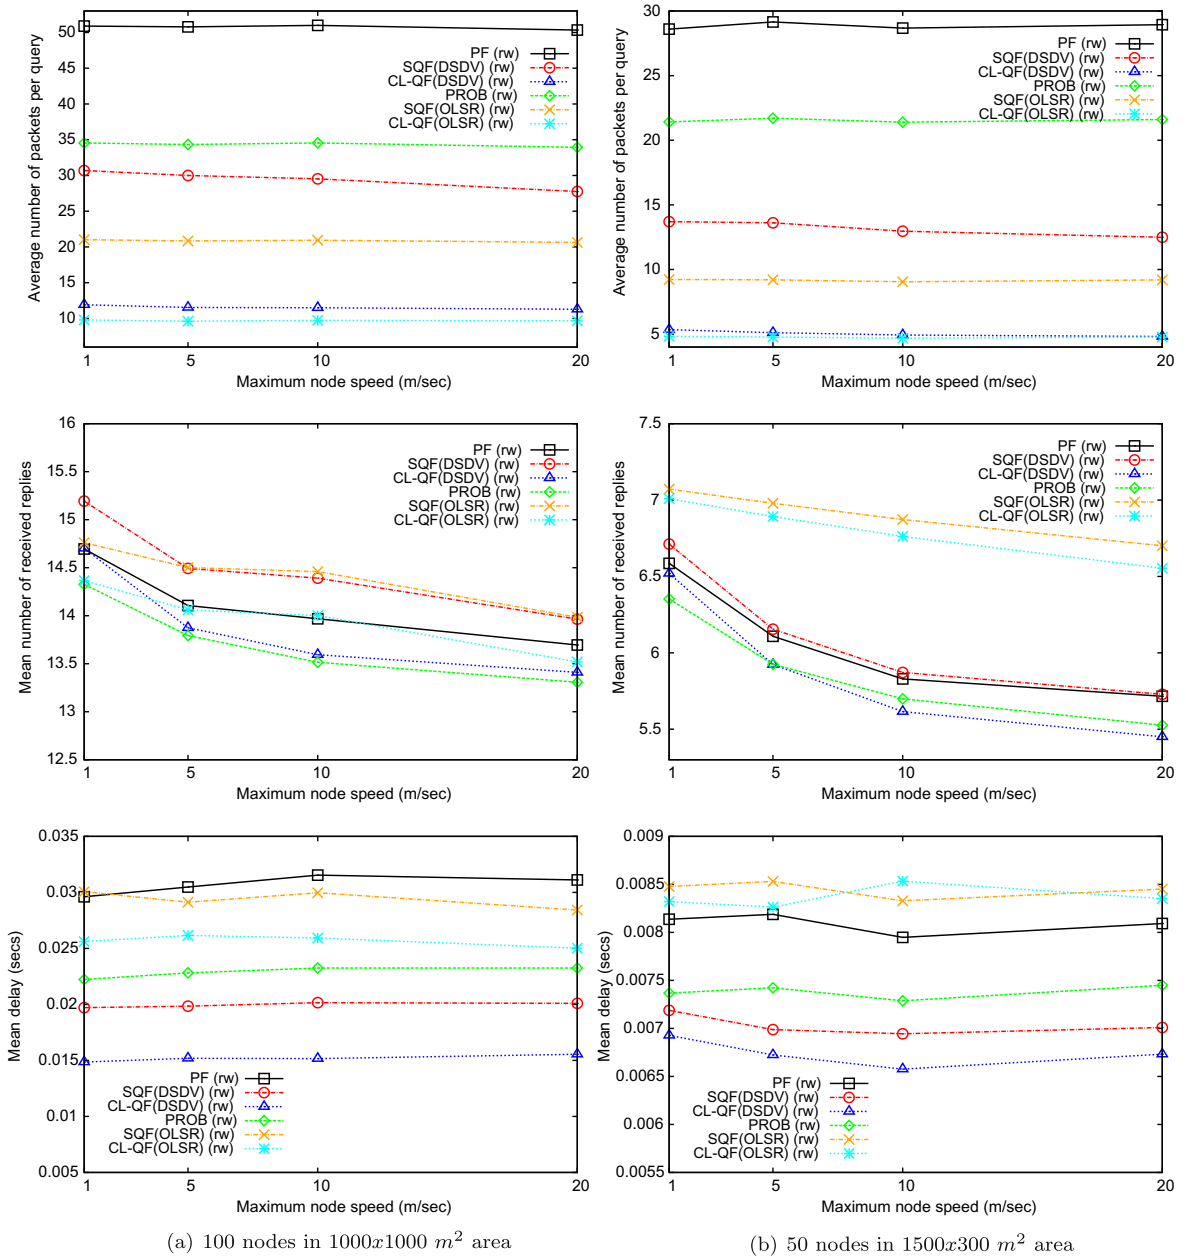 50
45
40
35
30
25
20
15
10
1
5
10
20
Average number of packets per query
Maximum node speed (m/sec)
PF (rw)
SQF(DSDV) (rw)
CL-QF(DSDV) (rw)
PROB (rw)
SQF(OLSR) (rw)
CL-QF(OLSR) (rw)
30
25
20
15
10
5
1
5
10
20
Average number of packets per query
Maximum node speed (m/sec)
PF (rw)
SQF(DSDV) (rw)
CL-QF(DSDV) (rw)
PROB (rw)
SQF(OLSR) (rw)
CL-QF(OLSR) (rw)
16
15.5
15
14.5
14
13.5
13
12.5
1
5
10
20
Mean number of received replies
Maximum node speed (m/sec)
PF (rw)
SQF(DSDV) (rw)
CL-QF(DSDV) (rw)
PROB (rw)
SQF(OLSR) (rw)
CL-QF(OLSR) (rw)
7.5
7
6.5
6
5.5
1
5
10
20
Mean number of received replies
Maximum node speed (m/sec)
PF (rw)
SQF(DSDV) (rw)
CL-QF(DSDV) (rw)
PROB (rw)
SQF(OLSR) (rw)
CL-QF(OLSR) (rw)
0.035
0.03
0.025
0.02
0.015
0.01
0.005
1
5
10
20
Mean delay (secs)
Maximum node speed (m/sec)
PF (rw)
SQF(DSDV) (rw)
CL-QF(DSDV) (rw)
PROB (rw)
SQF(OLSR) (rw)
CL-QF(OLSR) (rw)
0.009
0.0085
0.008
0.0075
0.007
0.0065
0.006
0.0055
1
5
10
20
Mean delay (secs)
Maximum node speed (m/sec)
PF (rw)
SQF(DSDV) (rw)
CL-QF(DSDV) (rw)
PROB (rw)
SQF(OLSR) (rw)
CL-QF(OLSR) (rw)
(a) 100 nodes in 1000x1000 m² area
(b) 50 nodes in 1500x300 m² area